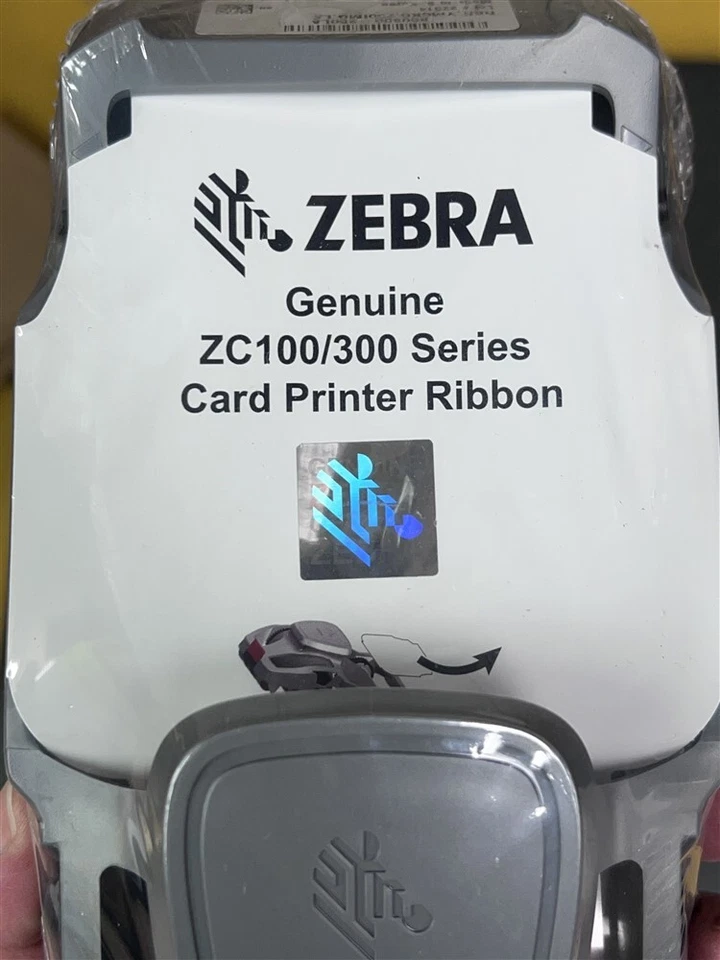 ZEBRA
Genuine
ZC100/300 Series
Card Printer Ribbon